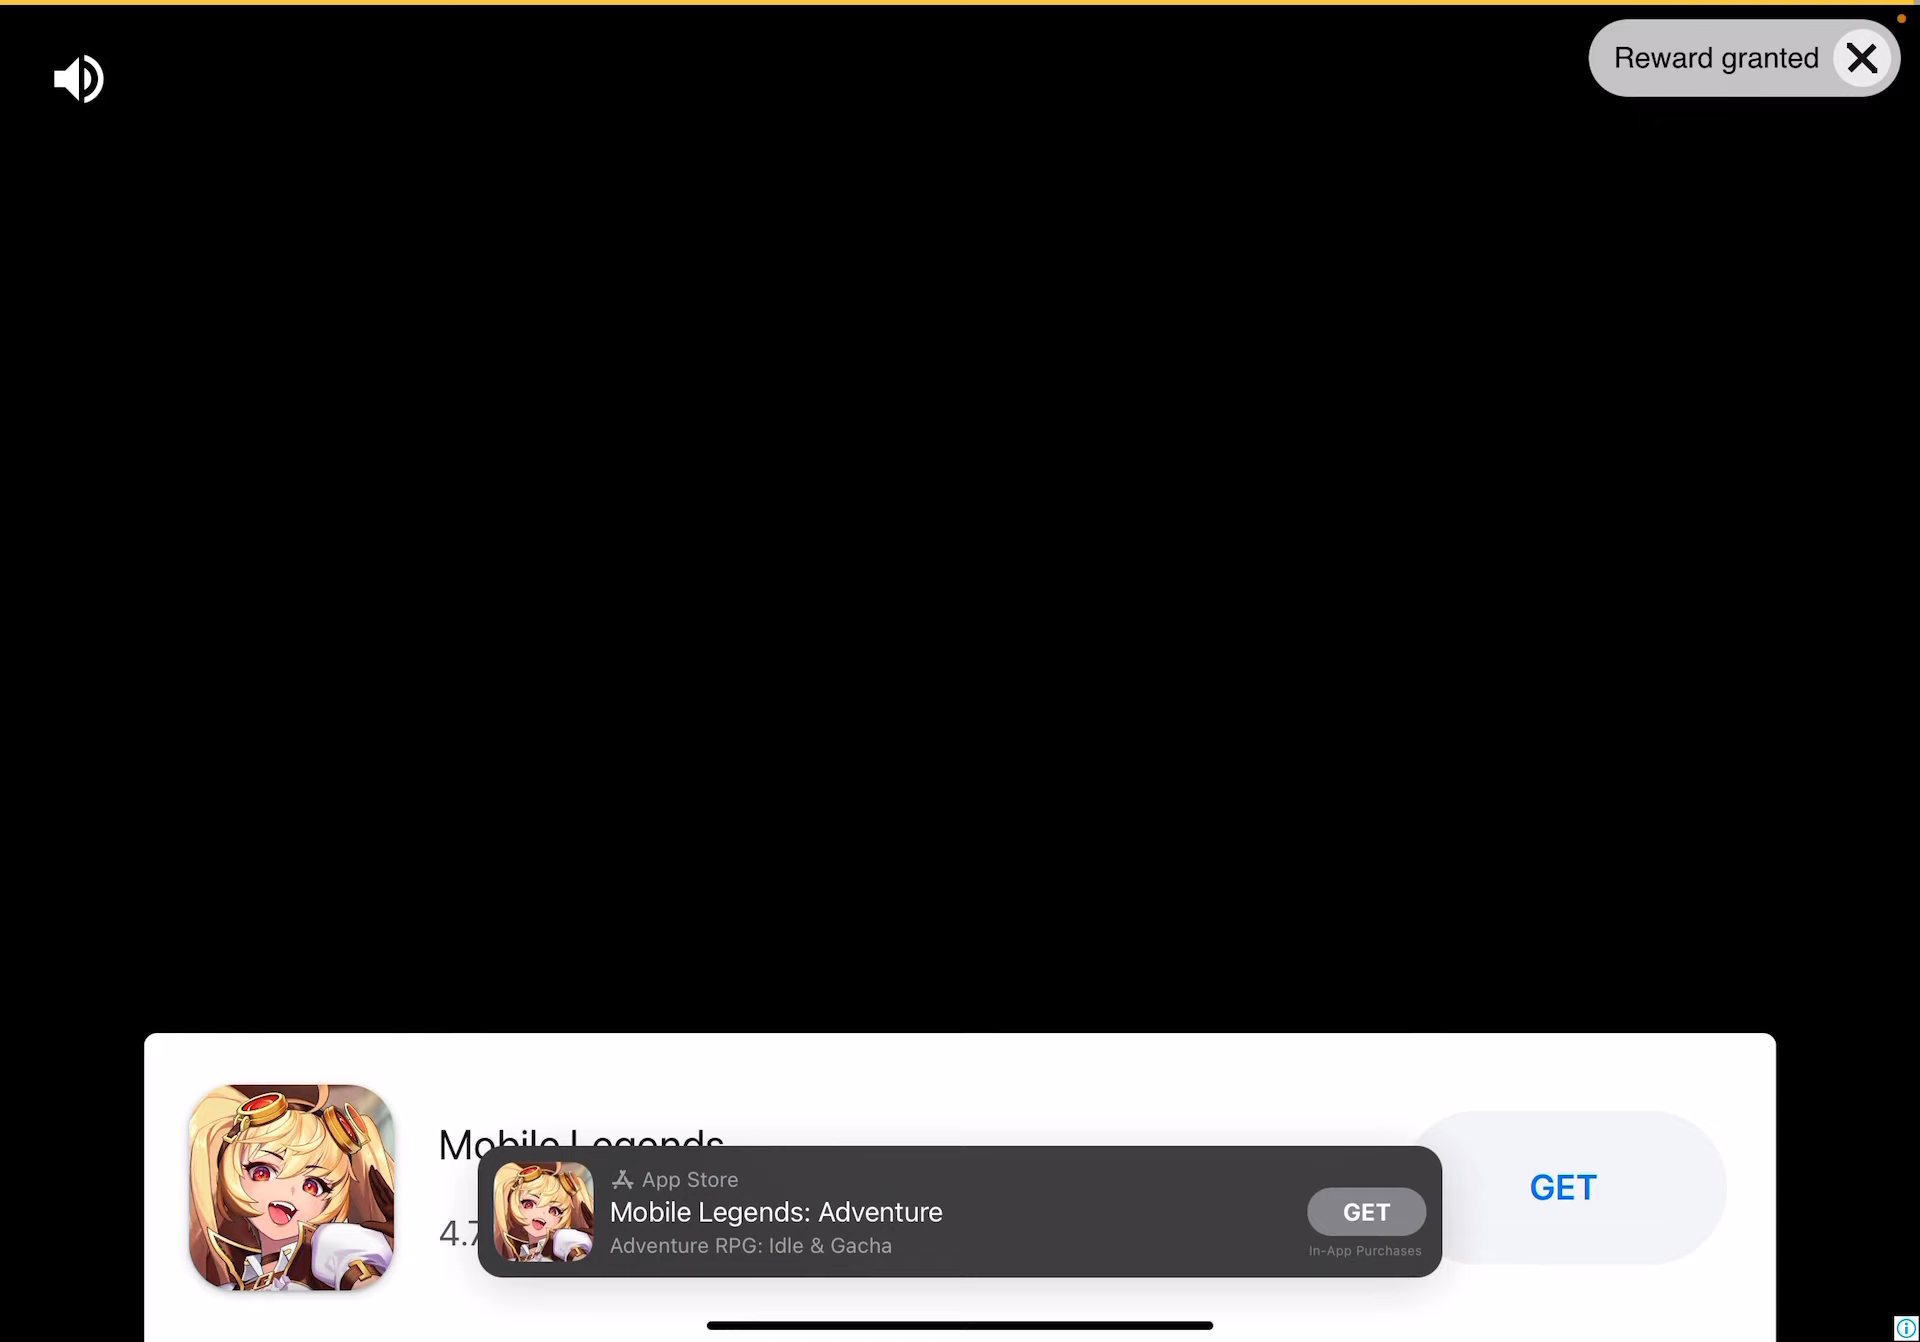 Reward granted
Mobile Legends
4.7
App Store
Mobile Legends: Adventure
Adventure RPG: Idle & Gacha
GET
In-App Purchases
GET